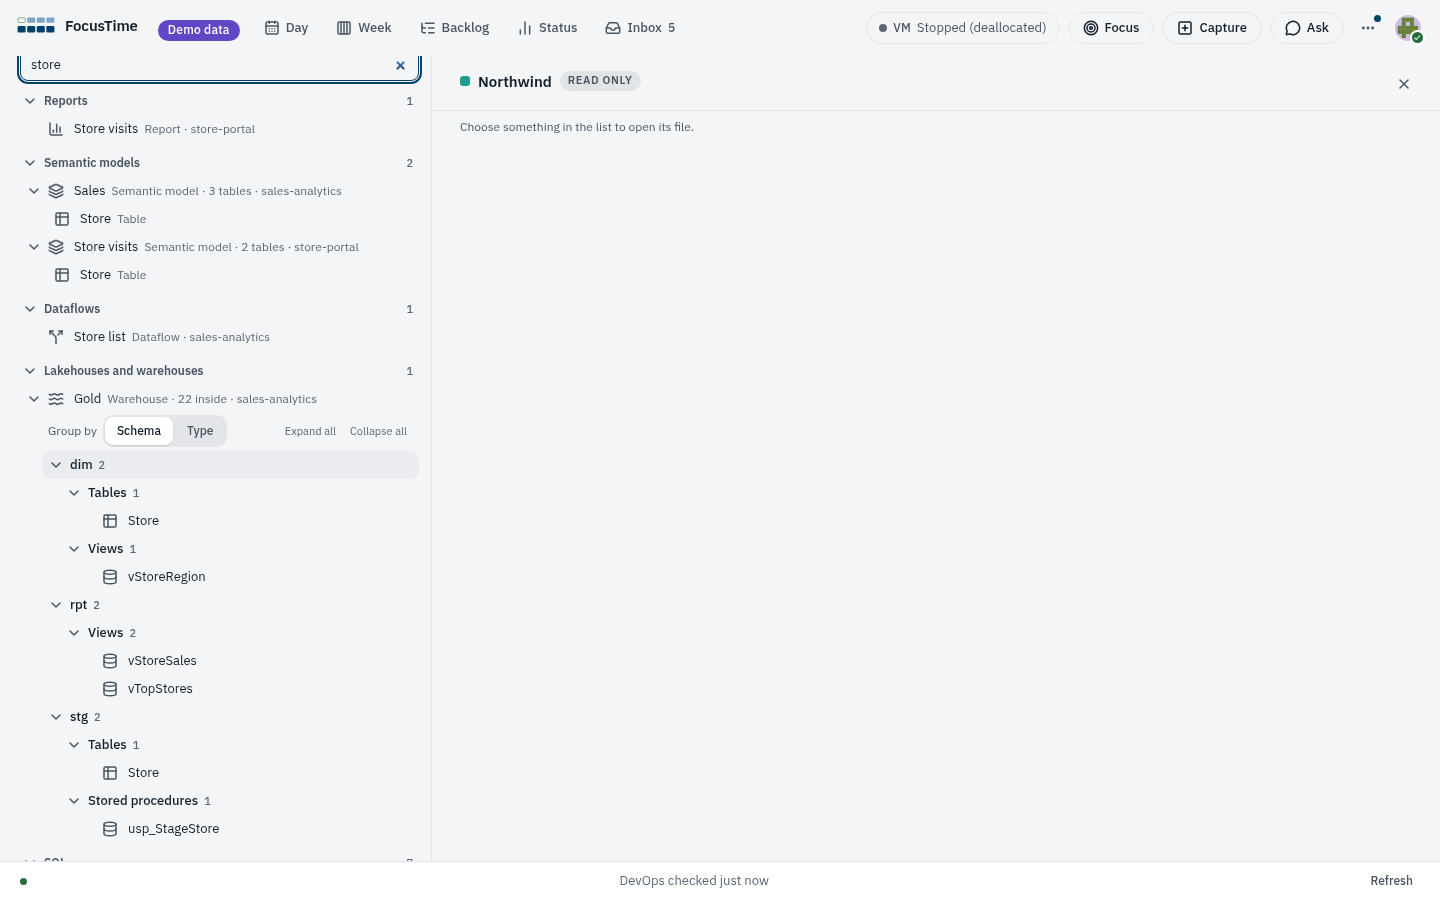 FocusTime
Demo data
Day
Week
Backlog
Status
Inbox 5
VM Stopped (deallocated)
Focus
Capture
Ask
store
Reports 1
Store visits Report · store-portal
Semantic models 2
Sales Semantic model · 3 tables · sales-analytics
Store Table
Store visits Semantic model · 2 tables · store-portal
Store Table
Dataflows 1
Store list Dataflow · sales-analytics
Lakehouses and warehouses 1
Gold Warehouse · 22 inside · sales-analytics
Group by Schema Type Expand all Collapse all
dim 2
Tables 1
Store
Views 1
vStoreRegion
rpt 2
Views 2
vStoreSales
vTopStores
stg 2
Tables 1
Store
Stored procedures 1
usp_StageStore
Northwind READ ONLY
Choose something in the list to open its file.
DevOps checked just now
Refresh